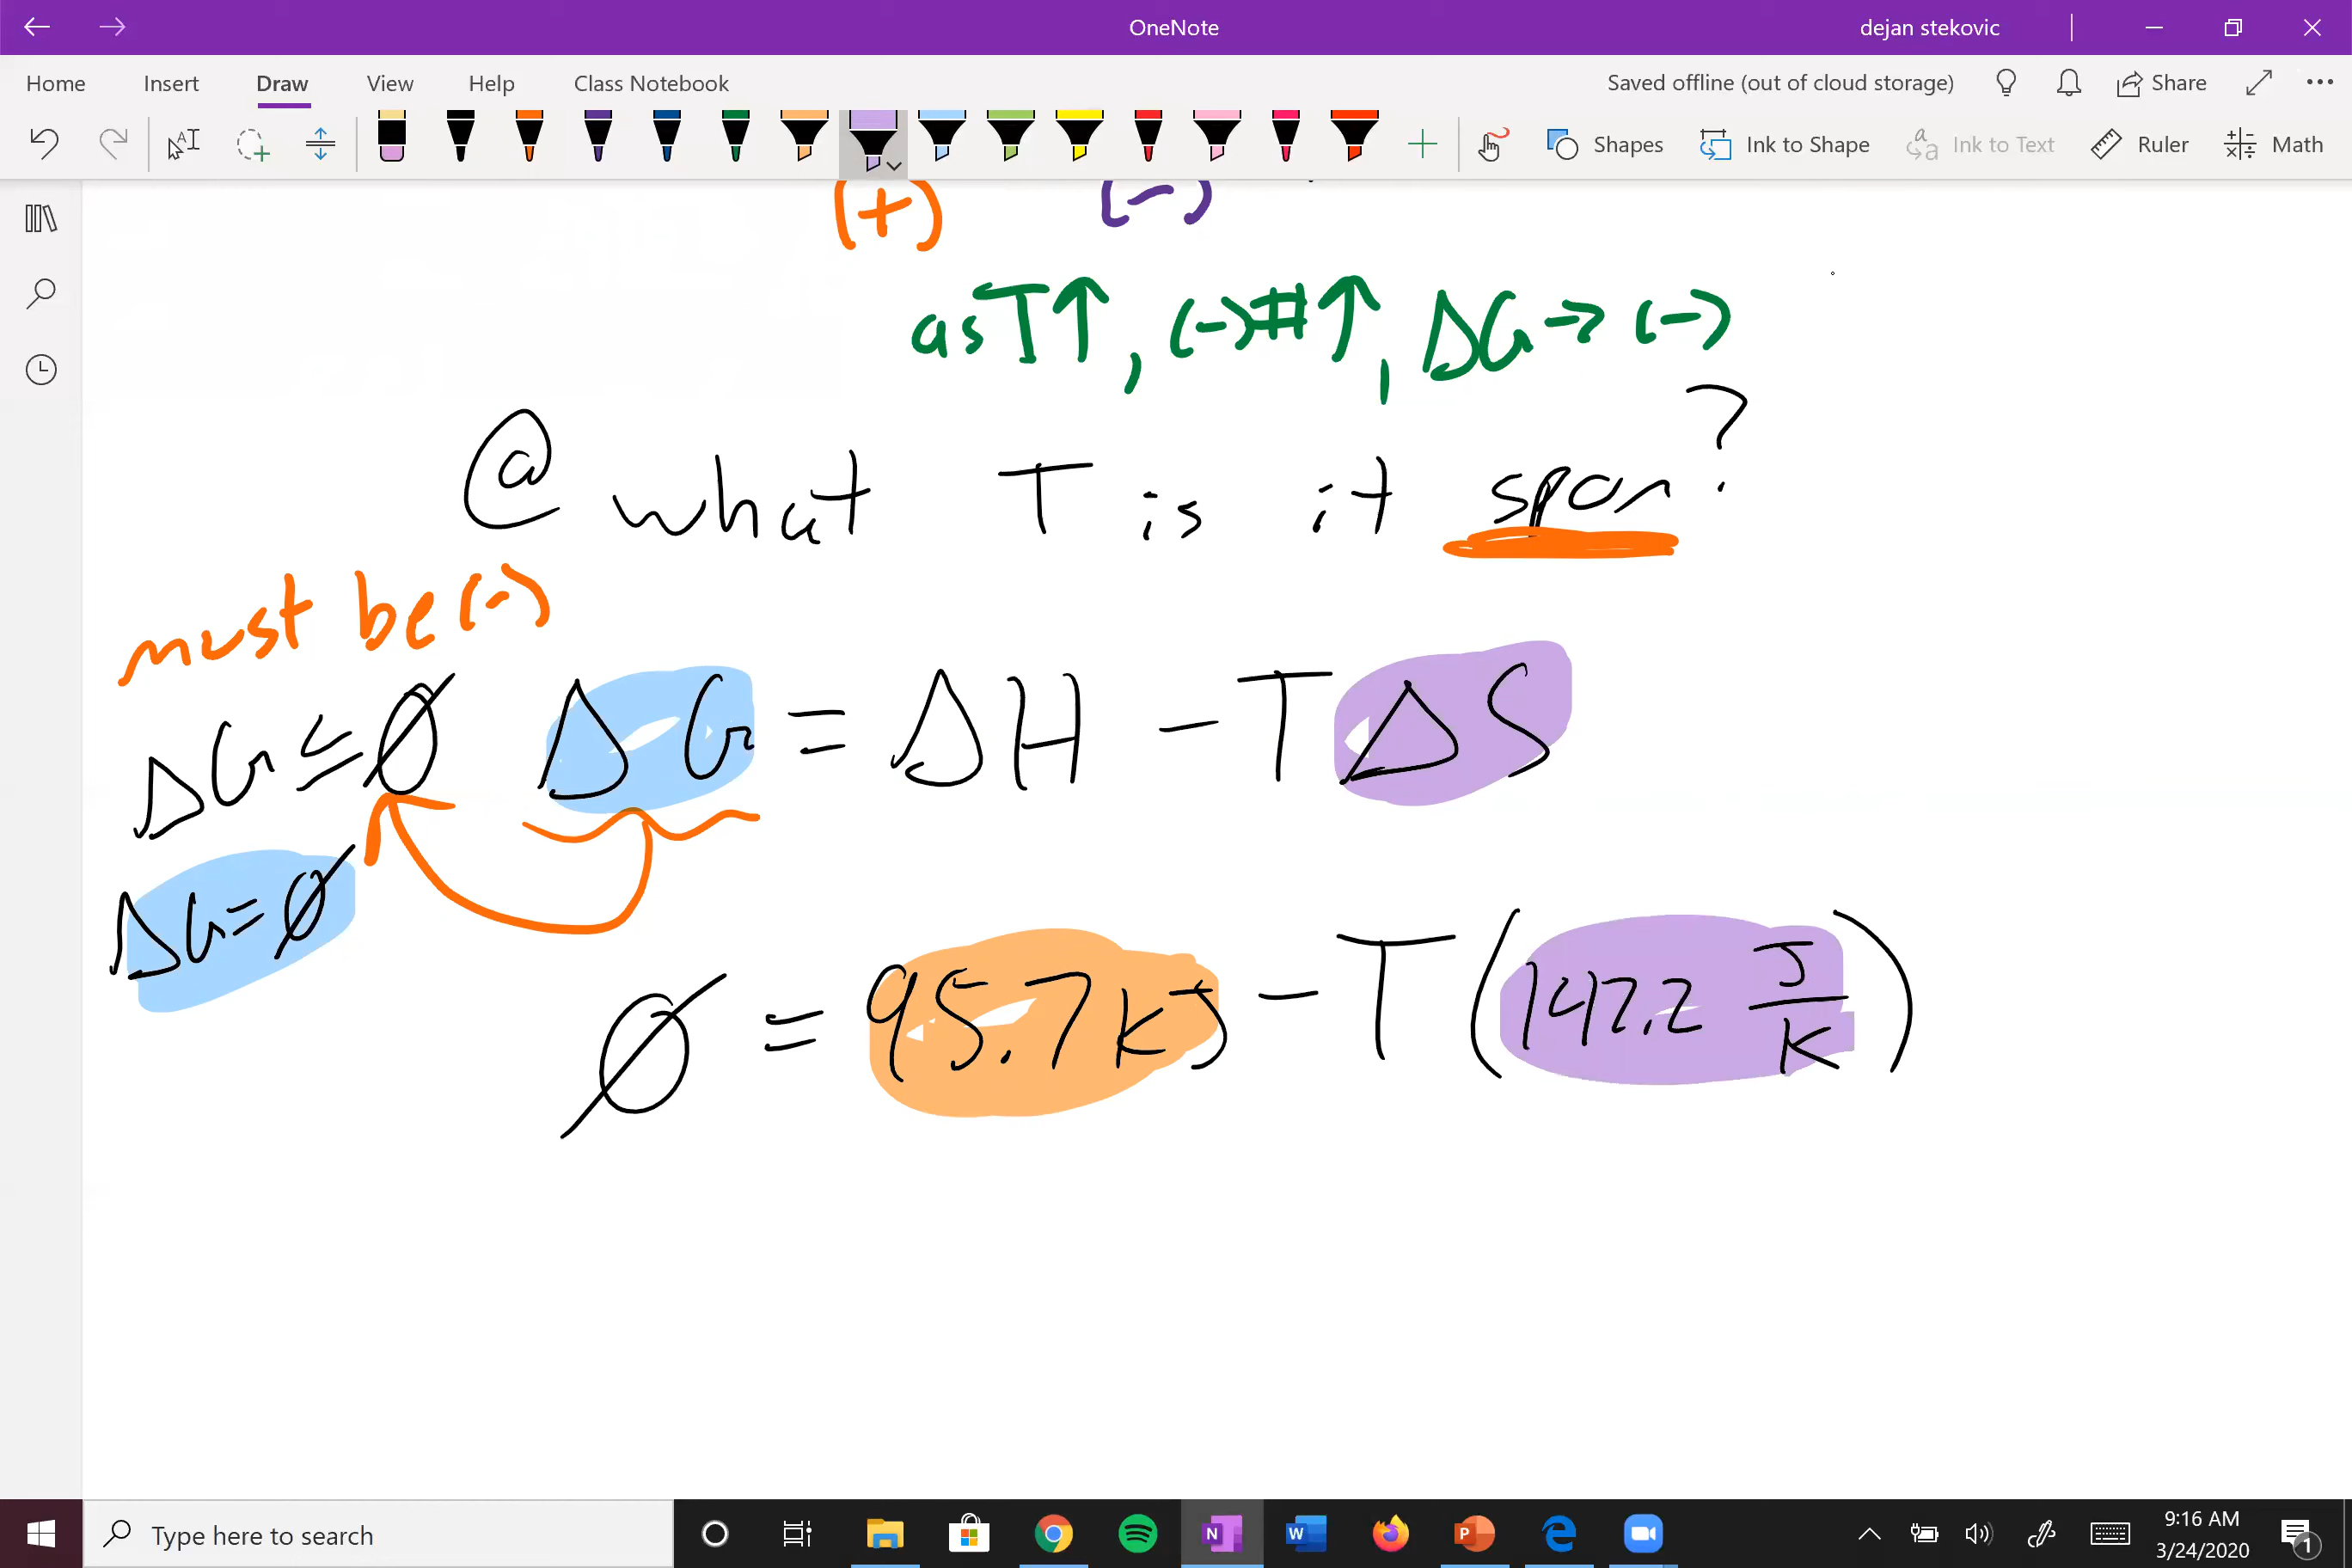 OneNote
dejan stekovic
Home Insert Draw View Help Class Notebook
Saved offline (out of cloud storage) Share
Shapes Ink to Shape Ink to Text Ruler Math
(+) (-)
as T↑, (-)#↑, ΔG→(-)
@ what T is it spon?
must be (-)
ΔG≤∅ ΔG = ΔH - TΔS
ΔG=∅
∅ = 95.7 kJ - T(147.2 J/K)
Type here to search
9:16 AM
3/24/2020
1